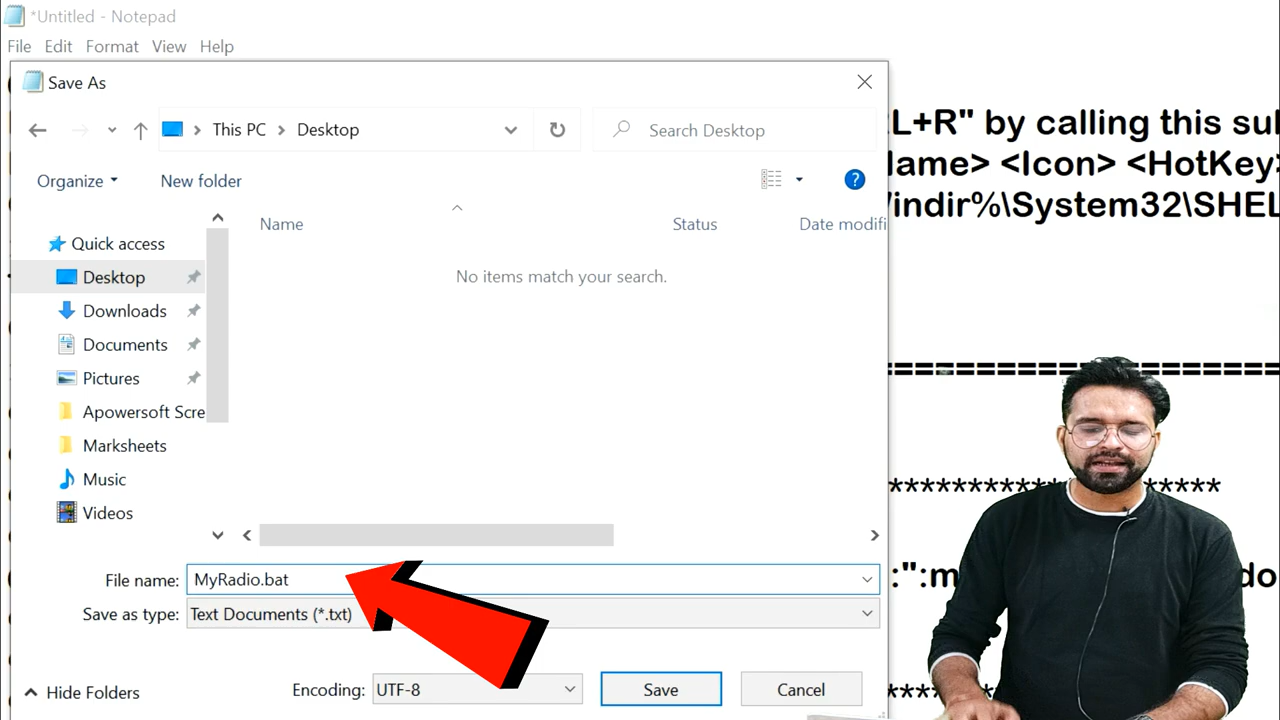 *Untitled - Notepad
File Edit Format View Help
Save As
This PC Desktop
Search Desktop
L+R" by calling this sul
lame> <Icon> <HotKey>
indir%\System32\SHEL
Organize New folder
Name Status Date modifi
No items match your search.
Quick access
Desktop
Downloads
Documents
Pictures
Apowersoft Scre
Marksheets
Music
Videos
====================
********************
:":m do
File name: MyRadio.bat
Save as type: Text Documents (*.txt)
Hide Folders
Encoding: UTF-8
Save
Cancel